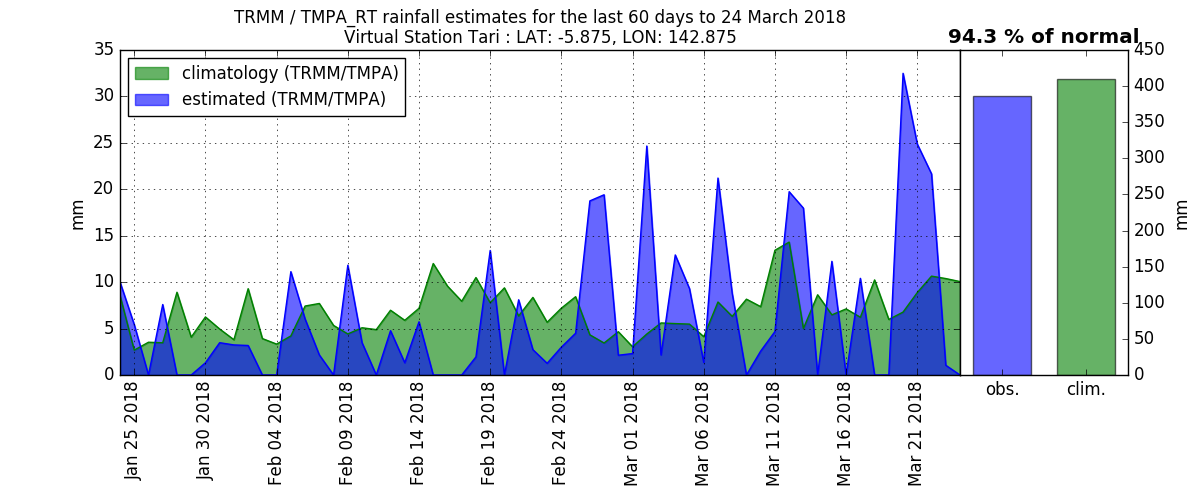 TRMM / TMPA_RT rainfall estimates for the last 60 days to 24 March 2018
Virtual Station Tari : LAT: -5.875, LON: 142.875
94.3 % of normal
climatology (TRMM/TMPA)
estimated (TRMM/TMPA)
mm
35
30
25
20
15
10
5
0
Jan 25 2018
Jan 30 2018
Feb 04 2018
Feb 09 2018
Feb 14 2018
Feb 19 2018
Feb 24 2018
Mar 01 2018
Mar 06 2018
Mar 11 2018
Mar 16 2018
Mar 21 2018
obs.
clim.
450
400
350
300
250
200
150
100
50
0
mm